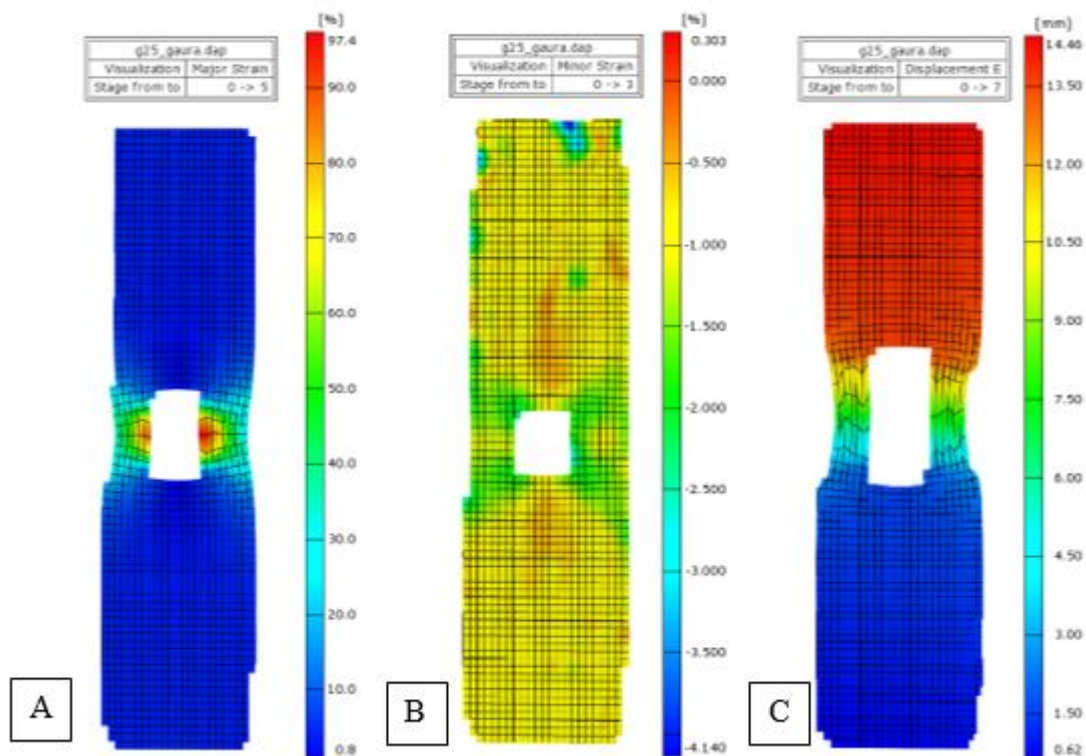 [%]
97.4
90.0
80.0
70.0
60.0
50.0
40.0
30.0
20.0
10.0
0.8
g25_gaura.dap
Visualization Major Strain
Stage from to 0 -> 5
A
[%]
0.303
0.000
-0.500
-1.000
-1.500
-2.000
-2.500
-3.000
-3.500
-4.140
g25_gaura.dap
Visualization Minor Strain
Stage from to 0 -> 3
B
[mm]
14.46
13.50
12.00
10.50
9.00
7.50
6.00
4.50
3.00
1.50
0.62
g25_gaura.dap
Visualization Displacement E
Stage from to 0 -> 7
C